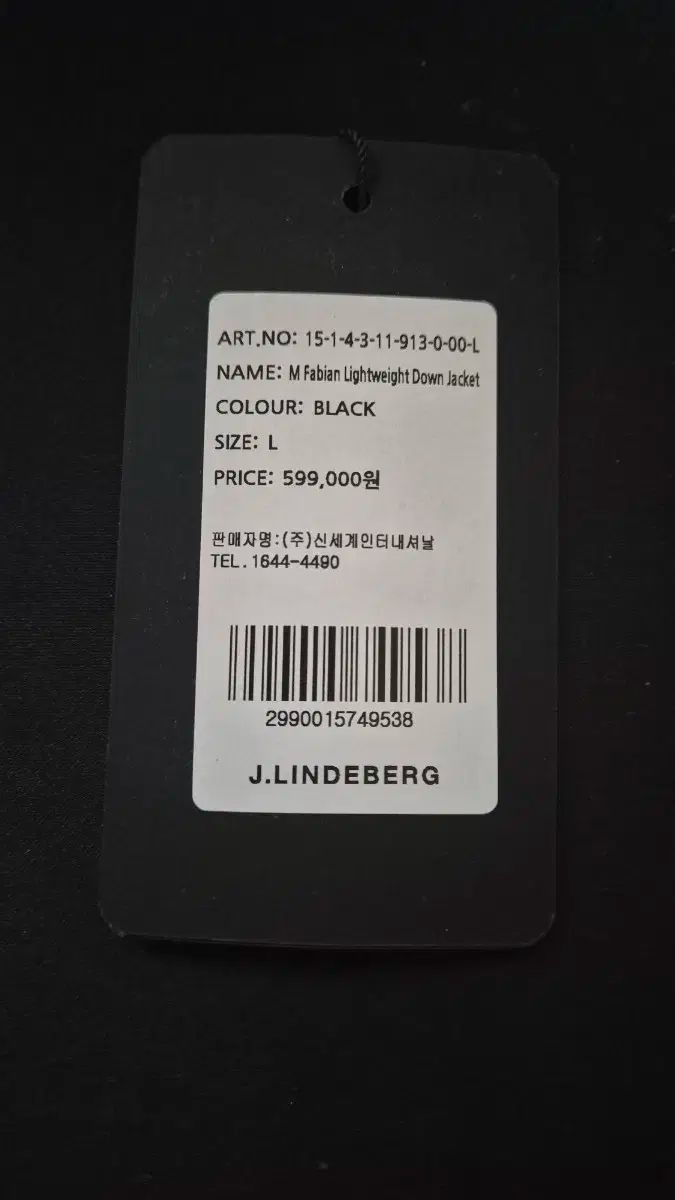 ART.NO: 15-1-4-3-11-913-0-00-L
NAME: M Fabian Lightweight Down Jacket
COLOUR: BLACK
SIZE: L
PRICE: 599,000원
판매자명:(주)신세계인터내셔날
TEL.1644-4490
2990015749538
J.LINDEBERG